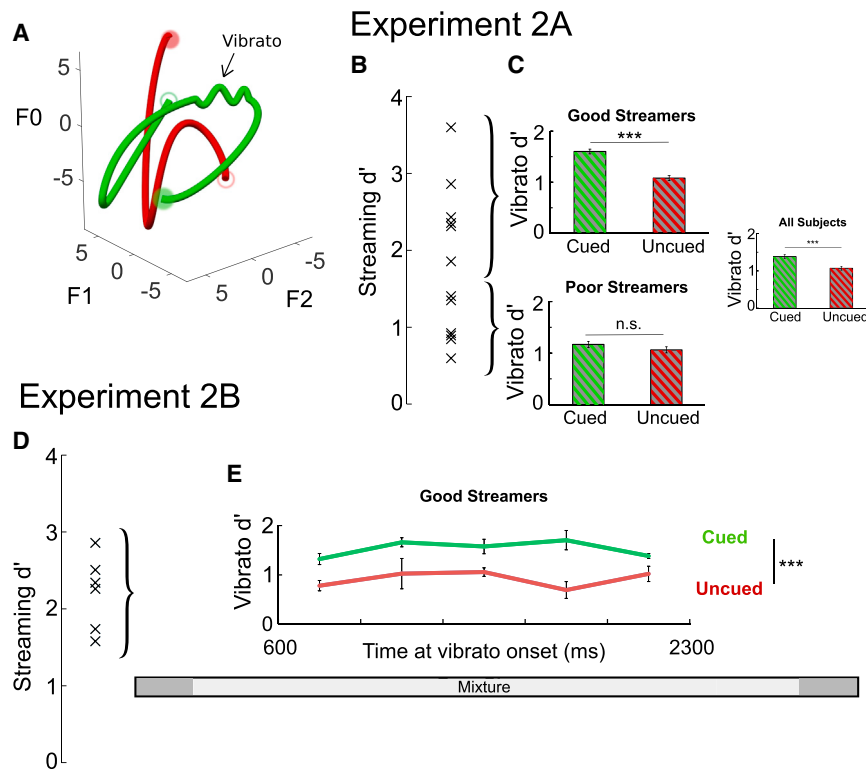 Experiment 2A
A
Vibrato
5
0
-5
F0
5
0
-5
F1
5
0
-5
F2
B
Streaming d'
4
3
2
1
0
C
Good Streamers
Vibrato d'
2
1
0
***
Cued
Uncued
Poor Streamers
Vibrato d'
2
1
0
n.s.
Cued
Uncued
All Subjects
Vibrato d'
2
1
0
***
Cued
Uncued
Experiment 2B
D
Streaming d'
4
3
2
1
0
E
Good Streamers
Vibrato d'
2
1
0
600
Time at vibrato onset (ms)
2300
Cued
Uncued
***
Mixture